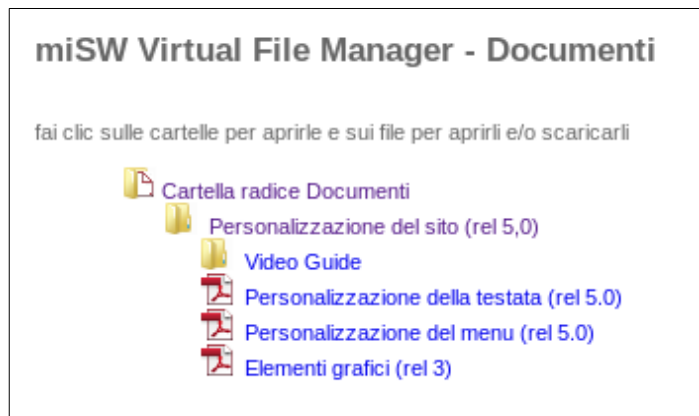 miSW Virtual File Manager - Documenti
fai clic sulle cartelle per aprirle e sui file per aprirli e/o scaricarli
Cartella radice Documenti
Personalizzazione del sito (rel 5,0)
Video Guide
Personalizzazione della testata (rel 5.0)
Personalizzazione del menu (rel 5.0)
Elementi grafici (rel 3)